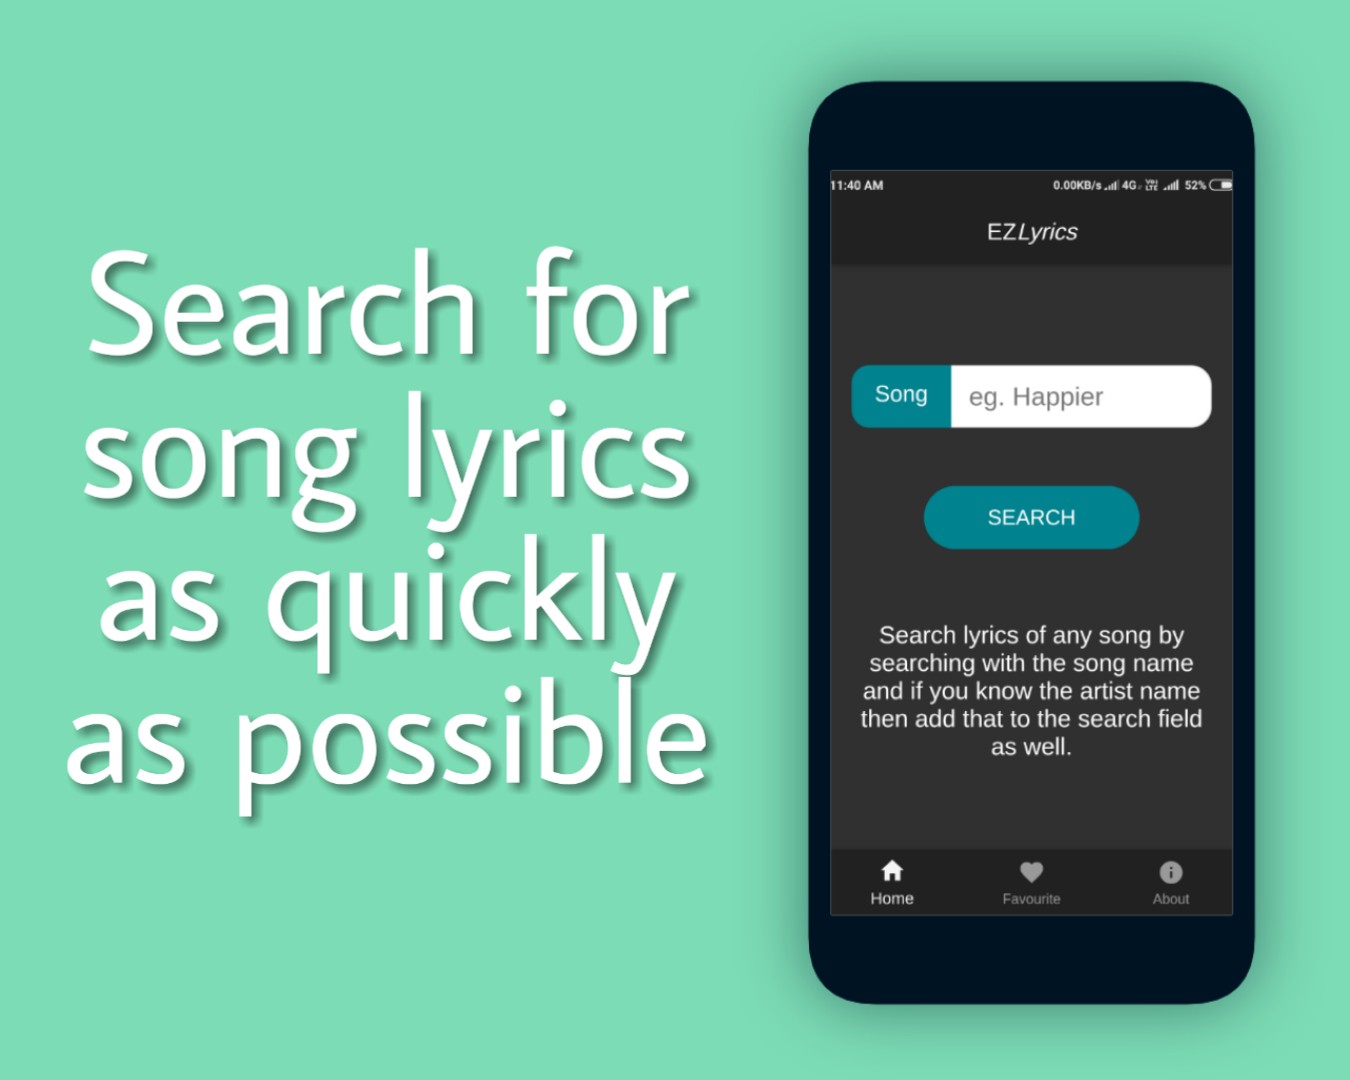 Search for
song lyrics
as quickly
as possible
11:40 AM 0.00KB/s 4G VoLTE 52%
EZLyrics
Song eg. Happier
SEARCH
Search lyrics of any song by
searching with the song name
and if you know the artist name
then add that to the search field
as well.
Home Favourite About